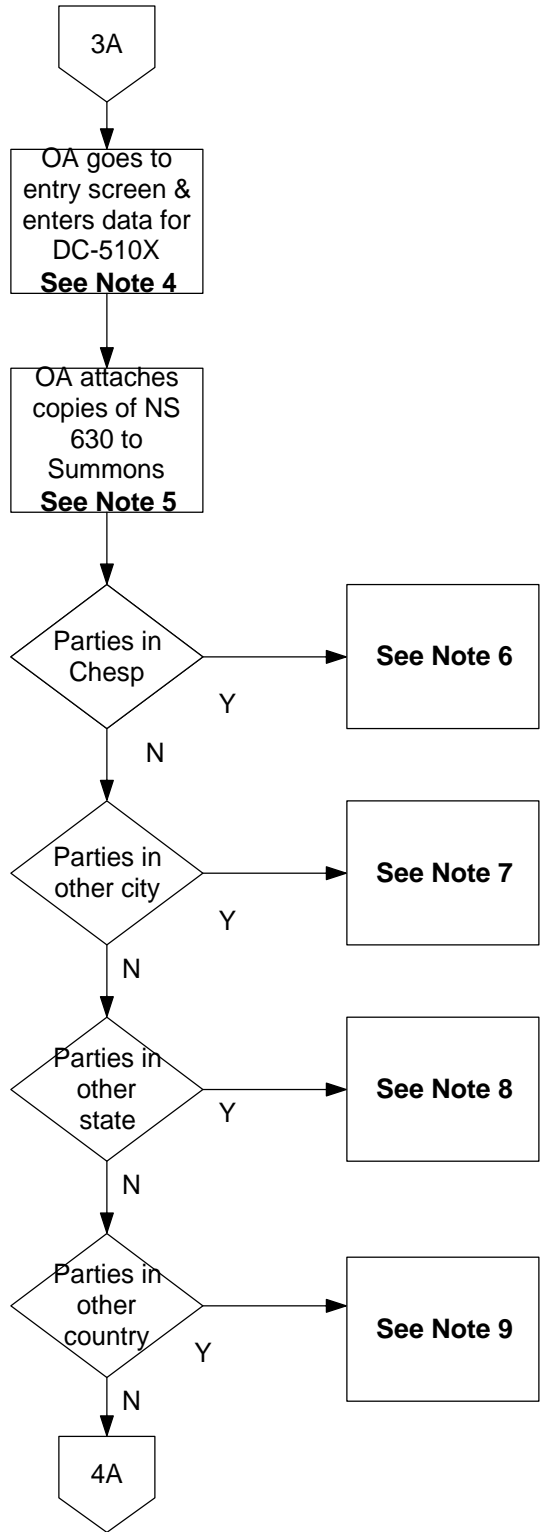 3A
OA goes to
entry screen &
enters data for
DC-510X
See Note 4
OA attaches
copies of NS
630 to
Summons
See Note 5
Parties in
Chesp
Y
See Note 6
N
Parties in
other city
Y
See Note 7
N
Parties in
other
state
Y
See Note 8
N
Parties in
other
country
Y
See Note 9
N
4A